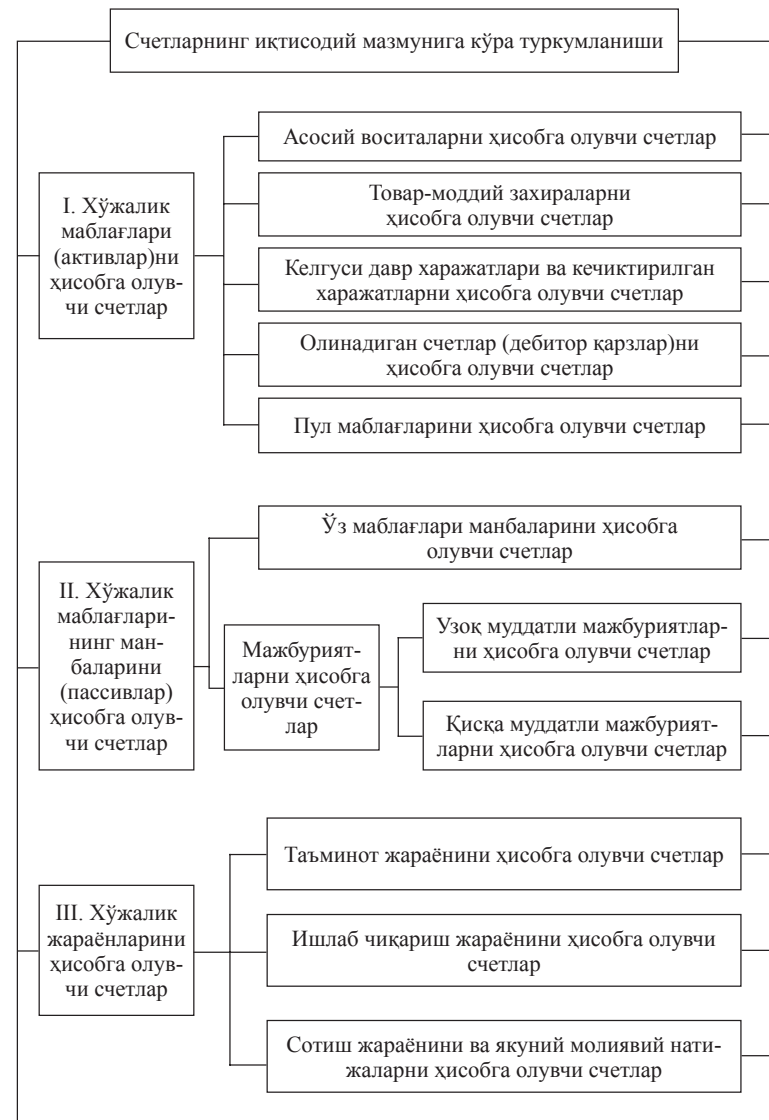 Счетларнинг иқтисодий мазмунига кўра туркумланиши
I. Хўжалик
маблағлари
(активлар)ни
ҳисобга олув-
чи счетлар
Асосий воситаларни ҳисобга олувчи счетлар
Товар-моддий захираларни
ҳисобга олувчи счетлар
Келгуси давр харажатлари ва кечиктирилган
харажатларни ҳисобга олувчи счетлар
Олинадиган счетлар (дебитор қарзлар)ни
ҳисобга олувчи счетлар
Пул маблағларини ҳисобга олувчи счетлар
II. Хўжалик
маблағлари-
нинг ман-
баларини
(пассивлар)
ҳисобга олув-
чи счетлар
Ўз маблағлари манбаларини ҳисобга
олувчи счетлар
Мажбурият-
ларни ҳисобга
олувчи счет-
лар
Узоқ муддатли мажбуриятлар-
ни ҳисобга олувчи счетлар
Қисқа муддатли мажбурият-
ларни ҳисобга олувчи счетлар
III. Хўжалик
жараёнларини
ҳисобга олув-
чи счетлар
Таъминот жараёнини ҳисобга олувчи счетлар
Ишлаб чиқариш жараёнини ҳисобга олувчи
счетлар
Сотиш жараёнини ва якуний молиявий нати-
жаларни ҳисобга олувчи счетлар